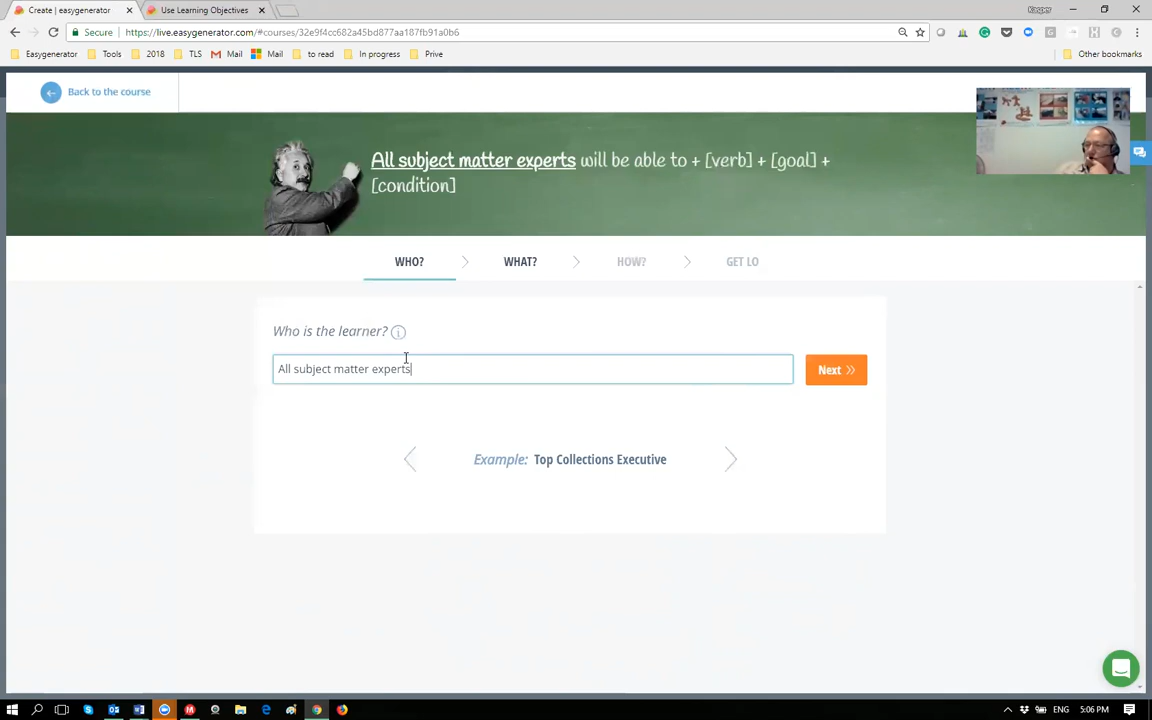 Create | easygenerator
Use Learning Objectives
Kasper
Secure
https://live.easygenerator.com/#courses/32e9f4cc682a45bd877aa187fb91a0b6
Easygenerator
Tools
2018
TLS
Mail
Mail
to read
In progress
Prive
Other bookmarks
Back to the course
All subject matter experts will be able to + [verb] + [goal] +
[condition]
WHO?
WHAT?
HOW?
GET LO
Who is the learner?
All subject matter experts
Next
Example: Top Collections Executive
ENG
5:06 PM